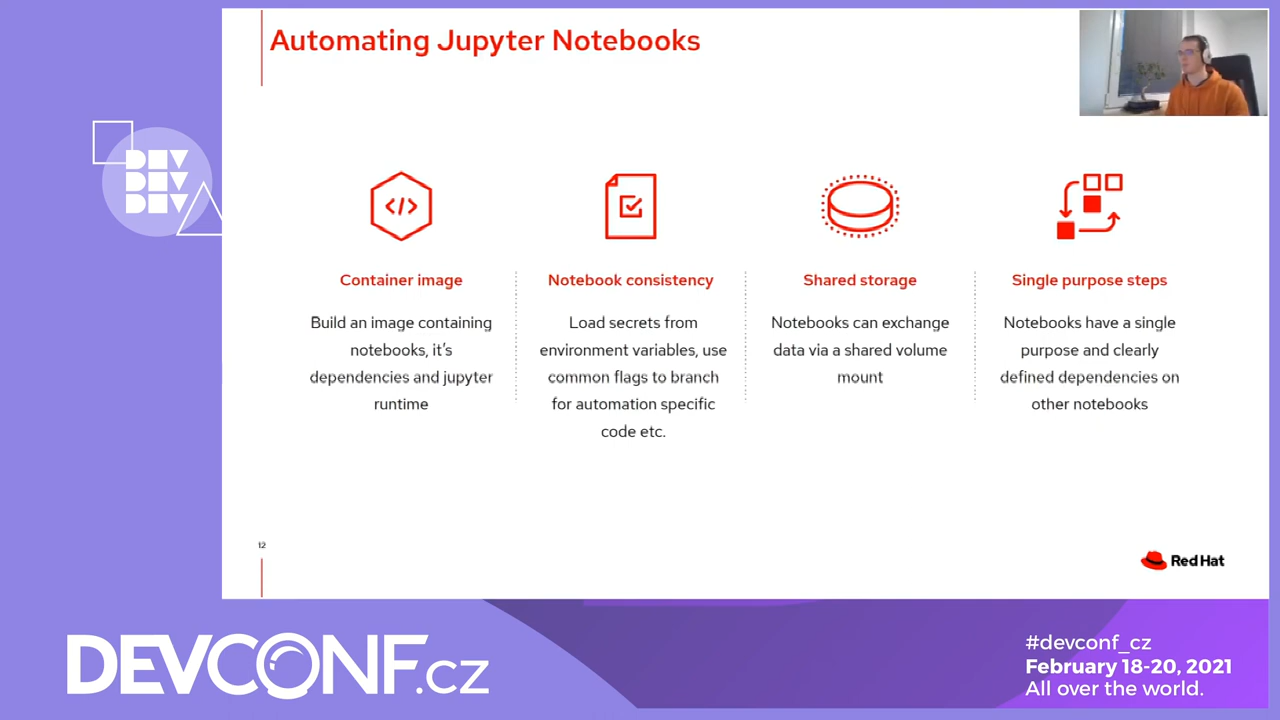 Automating Jupyter Notebooks
DEV
DEV
DEV
</>
Container image
Build an image containing
notebooks, it's
dependencies and jupyter
runtime
Notebook consistency
Load secrets from
environment variables, use
common flags to branch
for automation specific
code etc.
Shared storage
Notebooks can exchange
data via a shared volume
mount
Single purpose steps
Notebooks have a single
purpose and clearly
defined dependencies on
other notebooks
12
Red Hat
DEVCONF.cz
#devconf_cz
February 18-20, 2021
All over the world.